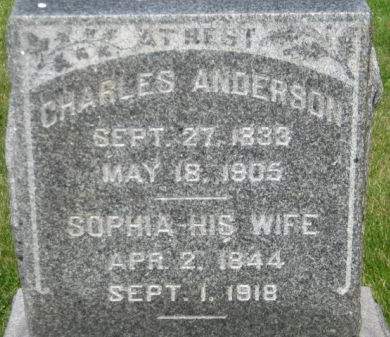 AT REST
CHARLES ANDERSON
SEPT. 27, 1833
MAY 18, 1905
SOPHIA-HIS WIFE
APR. 2, 1844
SEPT. 1, 1918